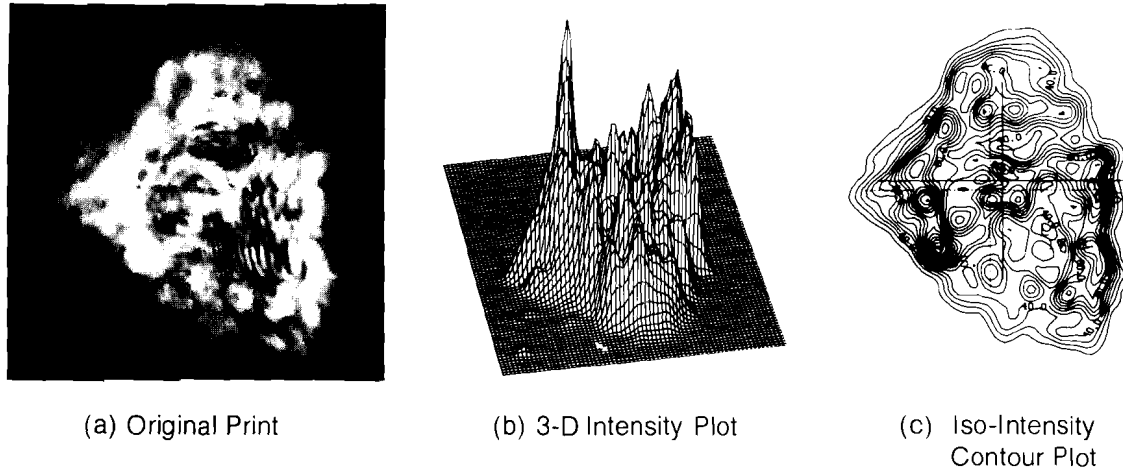 (a) Original Print
(b) 3-D Intensity Plot
(c) Iso-Intensity
Contour Plot